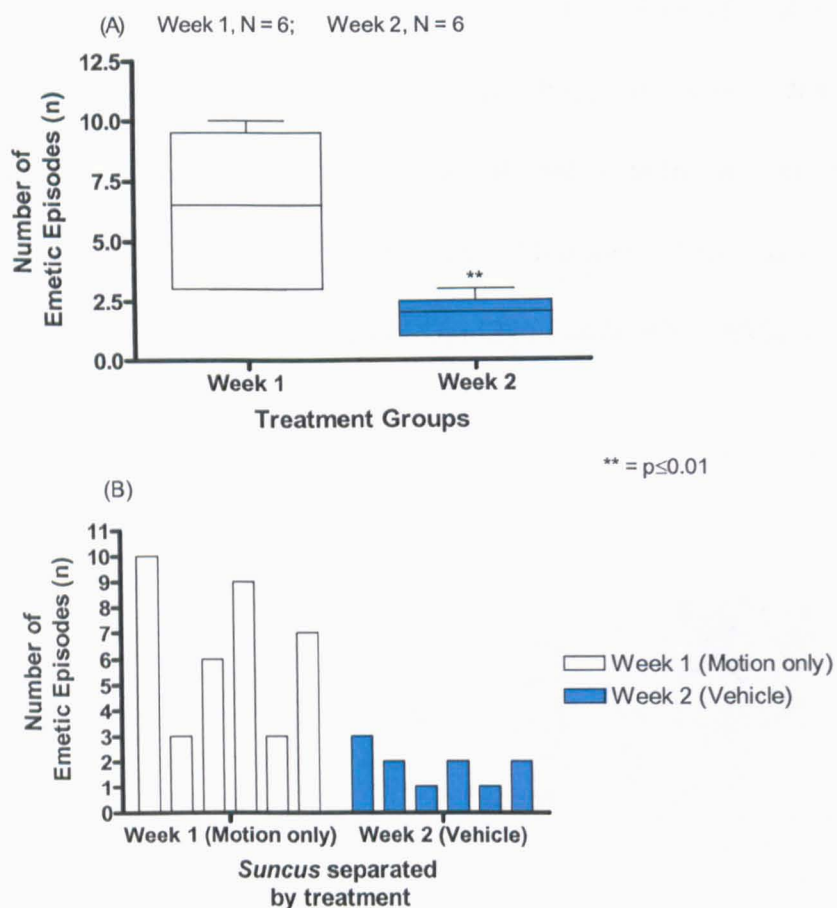 (A) Week 1, N = 6; Week 2, N = 6
Number of
Emetic Episodes (n)
12.5
10.0
7.5
5.0
2.5
0.0
**
Week 1 Week 2
Treatment Groups
** = p≤0.01
(B)
Number of
Emetic Episodes (n)
11
10
9
8
7
6
5
4
3
2
1
0
Week 1 (Motion only) Week 2 (Vehicle)
Suncus separated
by treatment
Week 1 (Motion only)
Week 2 (Vehicle)